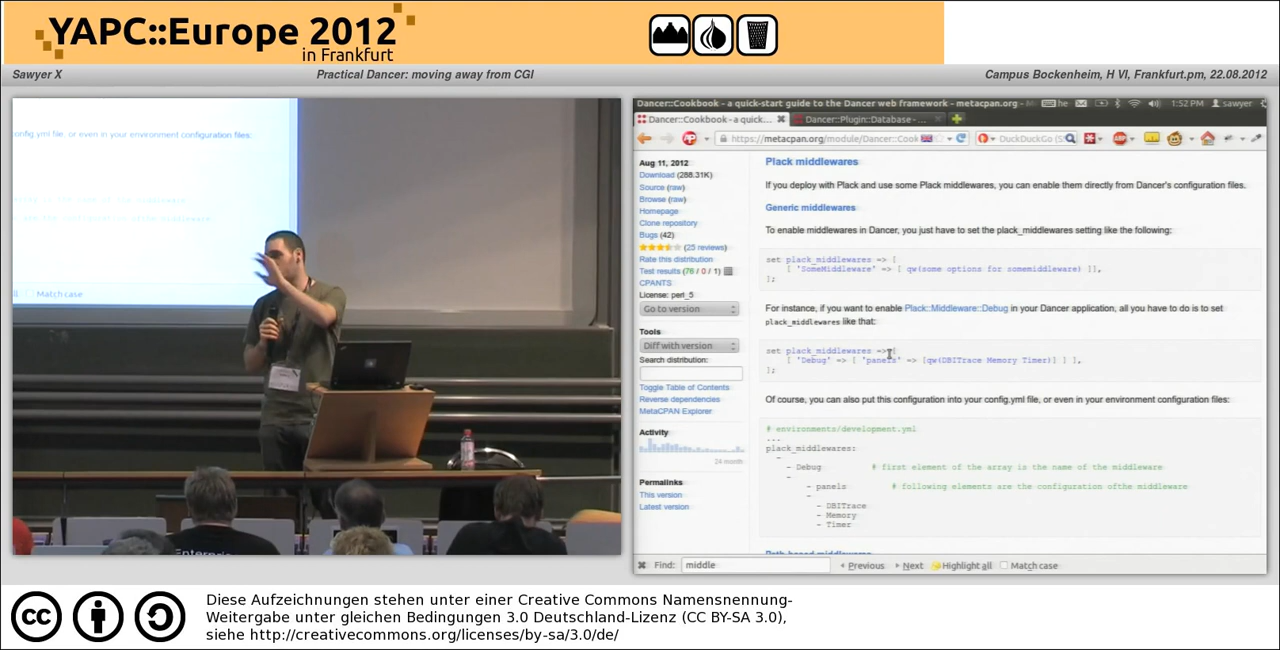 YAPC::Europe 2012
in Frankfurt
Sawyer X
Practical Dancer: moving away from CGI
Campus Bockenheim, H VI, Frankfurt.pm, 22.08.2012
onfig.yml file, or even in your environment configuration files:
Match case
Enterpris
Dancer::Cookbook - a quick-start guide to the Dancer web framework - metacpan.org -
he
1:52 PM
sawyer
Dancer::Cookbook - a quick...
Dancer::Plugin::Database - ...
https://metacpan.org/module/Dancer::Cook
DuckDuckGo (S
Aug 11, 2012
Download (288.31K)
Source (raw)
Browse (raw)
Homepage
Clone repository
Bugs (42)
(25 reviews)
Rate this distribution
Test results (76 / 0 / 1)
CPANTS
License: perl_5
Go to version
Tools
Diff with version
Search distribution:
Toggle Table of Contents
Reverse dependencies
MetaCPAN Explorer
Activity
24 month
Permalinks
This version
Latest version
Plack middlewares
If you deploy with Plack and use some Plack middlewares, you can enable them directly from Dancer's configuration files.
Generic middlewares
To enable middlewares in Dancer, you just have to set the plack_middlewares setting like the following:
set plack_middlewares => [
[ 'SomeMiddleware' => [ qw(some options for somemiddleware) ]],
];
For instance, if you want to enable Plack::Middleware::Debug in your Dancer application, all you have to do is to set
plack_middlewares like that:
set plack_middlewares => [
[ 'Debug' => [ 'panels' => [qw(DBITrace Memory Timer)] ] ],
];
Of course, you can also put this configuration into your config.yml file, or even in your environment configuration files:
# environments/development.yml
...
plack_middlewares:
-
- Debug # first element of the array is the name of the middleware
-
- panels # following elements are the configuration ofthe middleware
-
- DBITrace
- Memory
- Timer
Path-based middlewares
Find: middle
Previous
Next
Highlight all
Match case
Diese Aufzeichnungen stehen unter einer Creative Commons Namensnennung-
Weitergabe unter gleichen Bedingungen 3.0 Deutschland-Lizenz (CC BY-SA 3.0),
siehe http://creativecommons.org/licenses/by-sa/3.0/de/